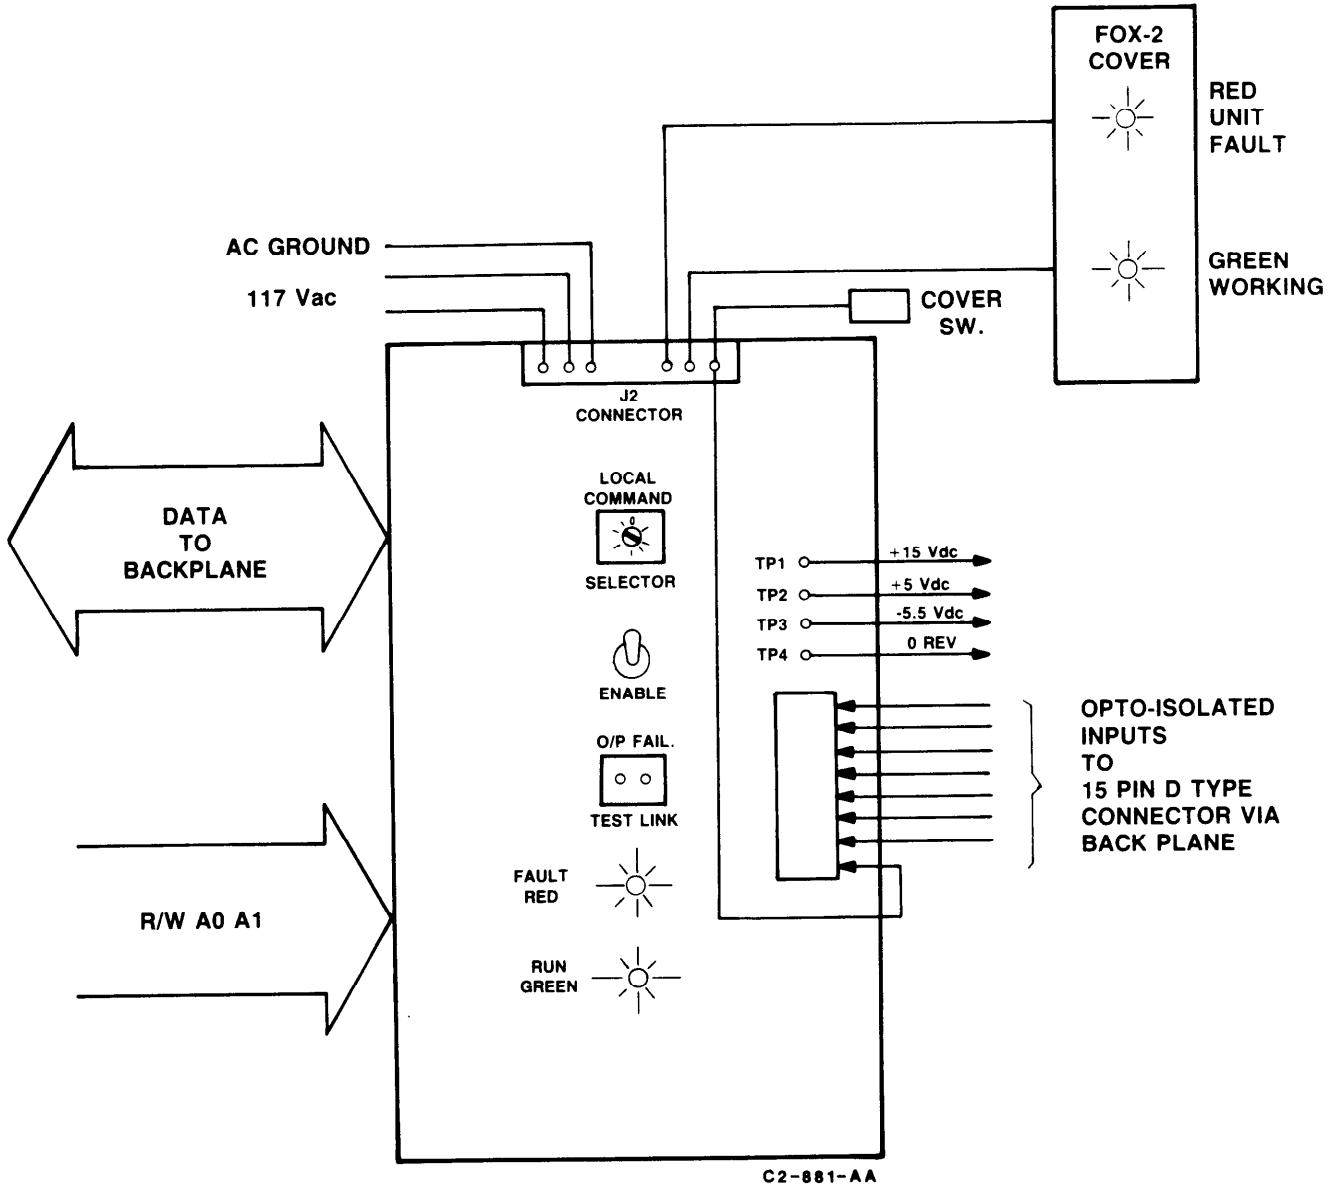 FOX-2
COVER
RED
UNIT
FAULT
GREEN
WORKING
AC GROUND
117 Vac
COVER
SW.
J2
CONNECTOR
DATA
TO
BACKPLANE
LOCAL
COMMAND
0
SELECTOR
ENABLE
O/P FAIL.
TEST LINK
FAULT
RED
RUN
GREEN
R/W A0 A1
TP1 +15 Vdc
TP2 +5 Vdc
TP3 -5.5 Vdc
TP4 0 REV
OPTO-ISOLATED
INPUTS
TO
15 PIN D TYPE
CONNECTOR VIA
BACK PLANE
C2-881-AA